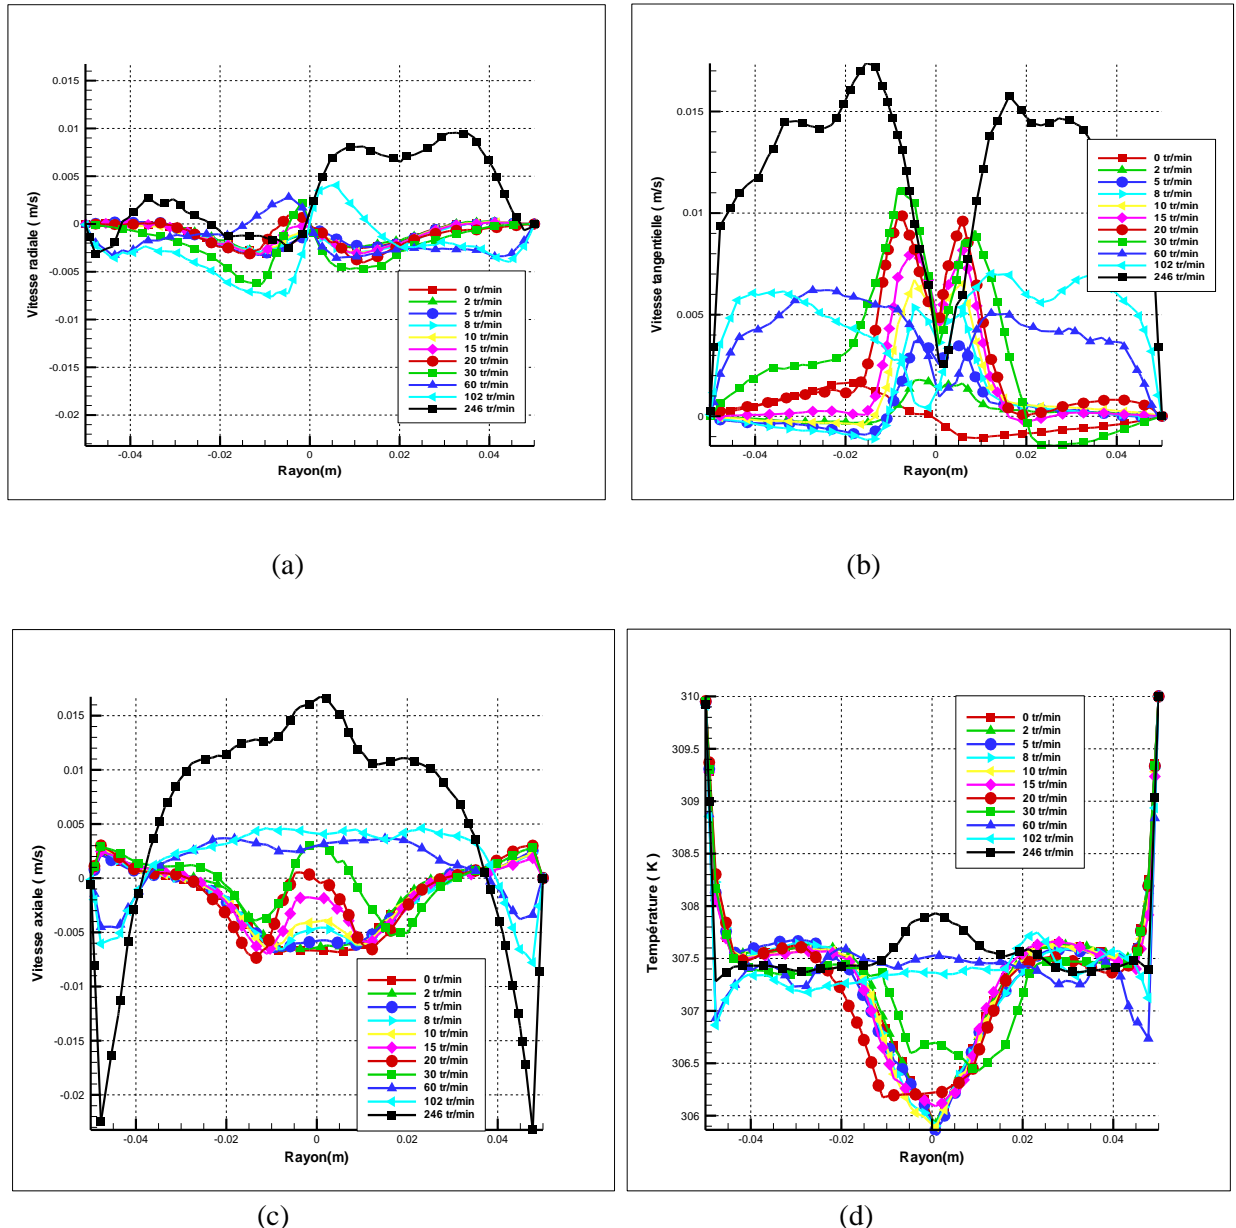 Vitesse radiale ( m/s)
0.015
0.01
0.005
0
-0.005
-0.01
-0.015
-0.02
-0.04
-0.02
0
0.02
0.04
Rayon(m)
0 tr/min
2 tr/min
5 tr/min
8 tr/min
10 tr/min
15 tr/min
20 tr/min
30 tr/min
60 tr/min
102 tr/min
246 tr/min
(a)
Vitesse tangentielle ( m/s)
0.015
0.01
0.005
0
-0.04
-0.02
0
0.02
0.04
Rayon(m)
0 tr/min
2 tr/min
5 tr/min
8 tr/min
10 tr/min
15 tr/min
20 tr/min
30 tr/min
60 tr/min
102 tr/min
246 tr/min
(b)
Vitesse axiale ( m/s)
0.015
0.01
0.005
0
-0.005
-0.01
-0.015
-0.02
-0.04
-0.02
0
0.02
0.04
Rayon(m)
0 tr/min
2 tr/min
5 tr/min
8 tr/min
10 tr/min
15 tr/min
20 tr/min
30 tr/min
60 tr/min
102 tr/min
246 tr/min
(c)
Température ( K)
310
309.5
309
308.5
308
307.5
307
306.5
306
-0.04
-0.02
0
0.02
0.04
Rayon(m)
0 tr/min
2 tr/min
5 tr/min
8 tr/min
10 tr/min
15 tr/min
20 tr/min
30 tr/min
60 tr/min
102 tr/min
246 tr/min
(d)